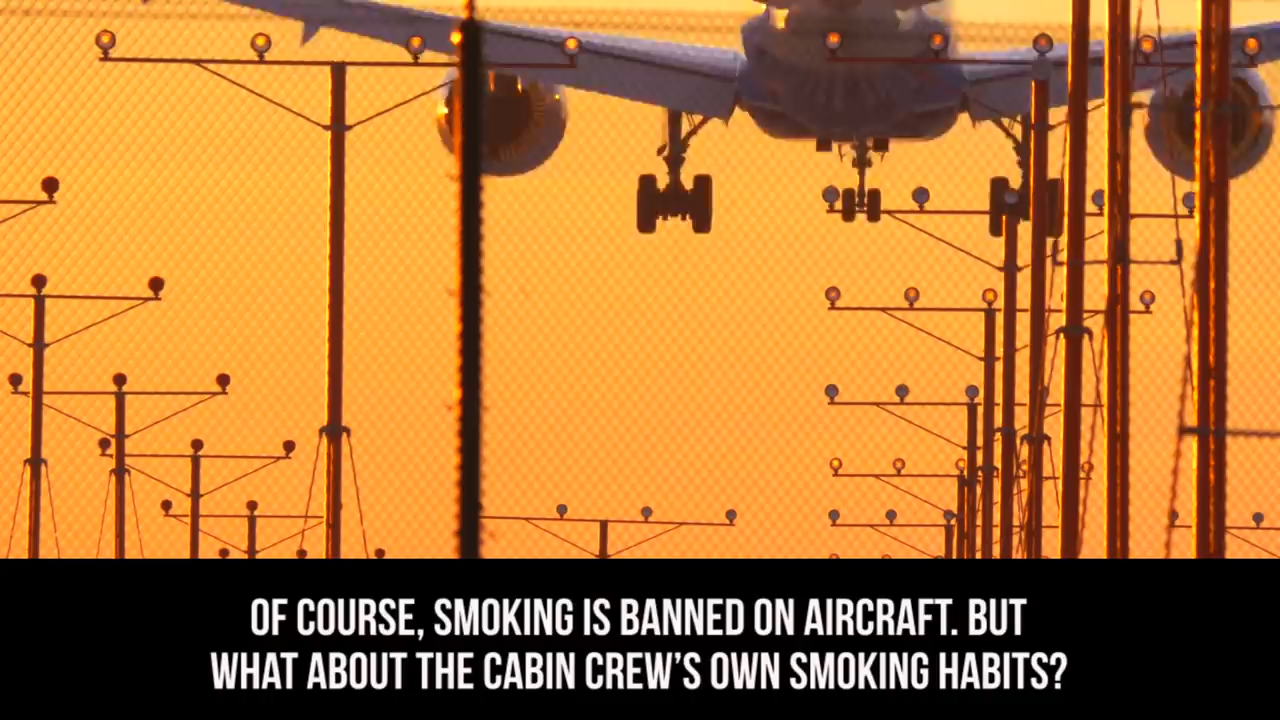 OF COURSE, SMOKING IS BANNED ON AIRCRAFT. BUT
WHAT ABOUT THE CABIN CREW’S OWN SMOKING HABITS?